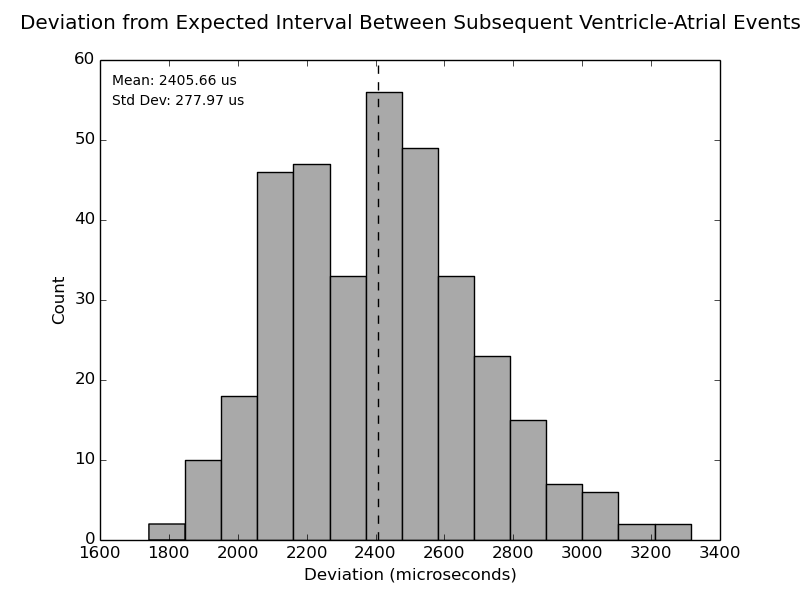 Deviation from Expected Interval Between Subsequent Ventricle-Atrial Events
60
Mean: 2405.66 us
Std Dev: 277.97 us
50
40
30
20
10
0
Count
1600 1800 2000 2200 2400 2600 2800 3000 3200 3400
Deviation (microseconds)